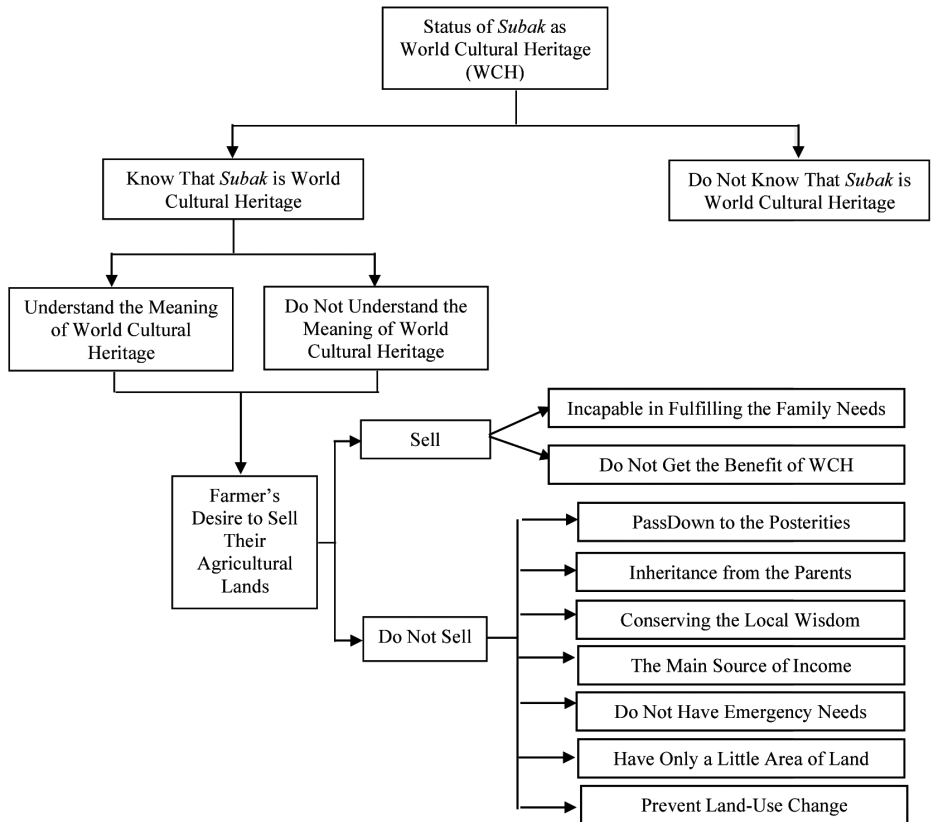 Status of Subak as
World Cultural Heritage
(WCH)
Know That Subak is World
Cultural Heritage
Do Not Know That Subak is
World Cultural Heritage
Understand the Meaning
of World Cultural
Heritage
Do Not Understand the
Meaning of World
Cultural Heritage
Farmer's
Desire to Sell
Their
Agricultural
Lands
Sell
Incapable in Fulfilling the Family Needs
Do Not Get the Benefit of WCH
Do Not Sell
PassDown to the Posterities
Inheritance from the Parents
Conserving the Local Wisdom
The Main Source of Income
Do Not Have Emergency Needs
Have Only a Little Area of Land
Prevent Land-Use Change